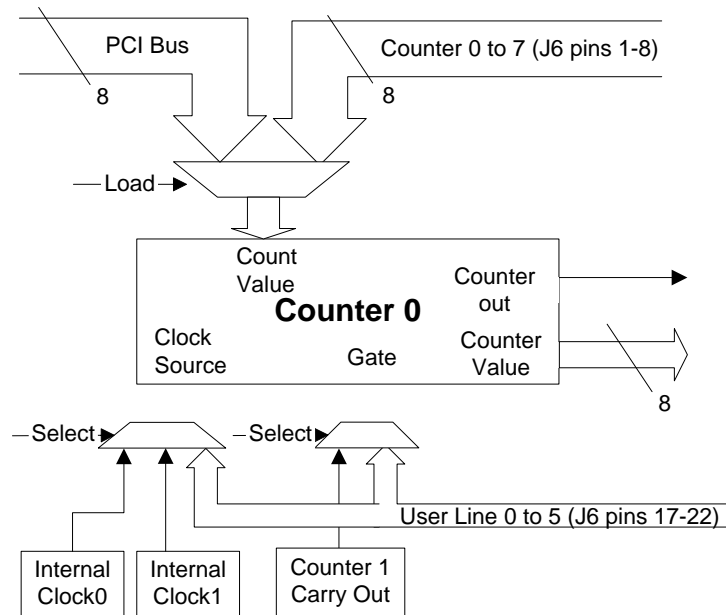 PCI Bus
Counter 0 to 7 (J6 pins 1-8)
8
8
Load
Count
Value
Counter 0
Counter
out
Clock
Source
Gate
Counter
Value
8
Select
Select
User Line 0 to 5 (J6 pins 17-22)
Internal
Clock0
Internal
Clock1
Counter 1
Carry Out